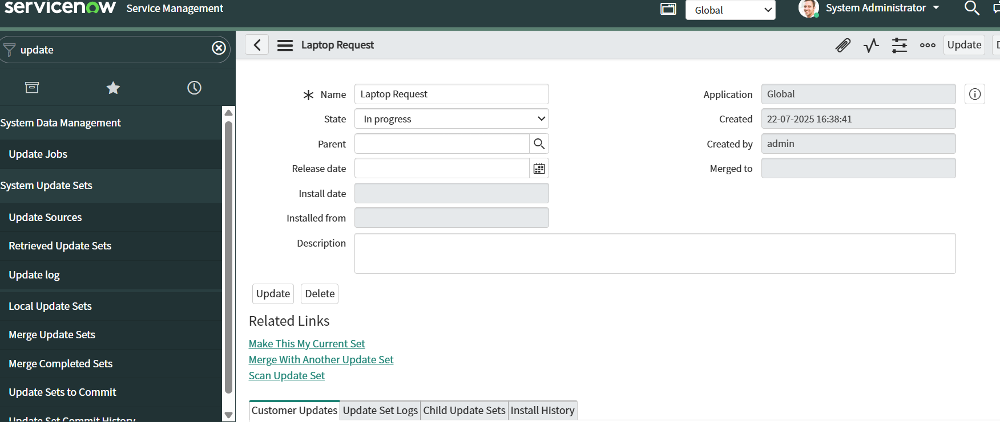 servicenow Service Management
Global
System Administrator
update
System Data Management
Update Jobs
System Update Sets
Update Sources
Retrieved Update Sets
Update log
Local Update Sets
Merge Update Sets
Merge Completed Sets
Update Sets to Commit
Update Set Commit History
Laptop Request
Update
* Name Laptop Request
State In progress
Parent
Release date
Install date
Installed from
Description
Application Global
Created 22-07-2025 16:38:41
Created by admin
Merged to
Update Delete
Related Links
Make This My Current Set
Merge With Another Update Set
Scan Update Set
Customer Updates Update Set Logs Child Update Sets Install History